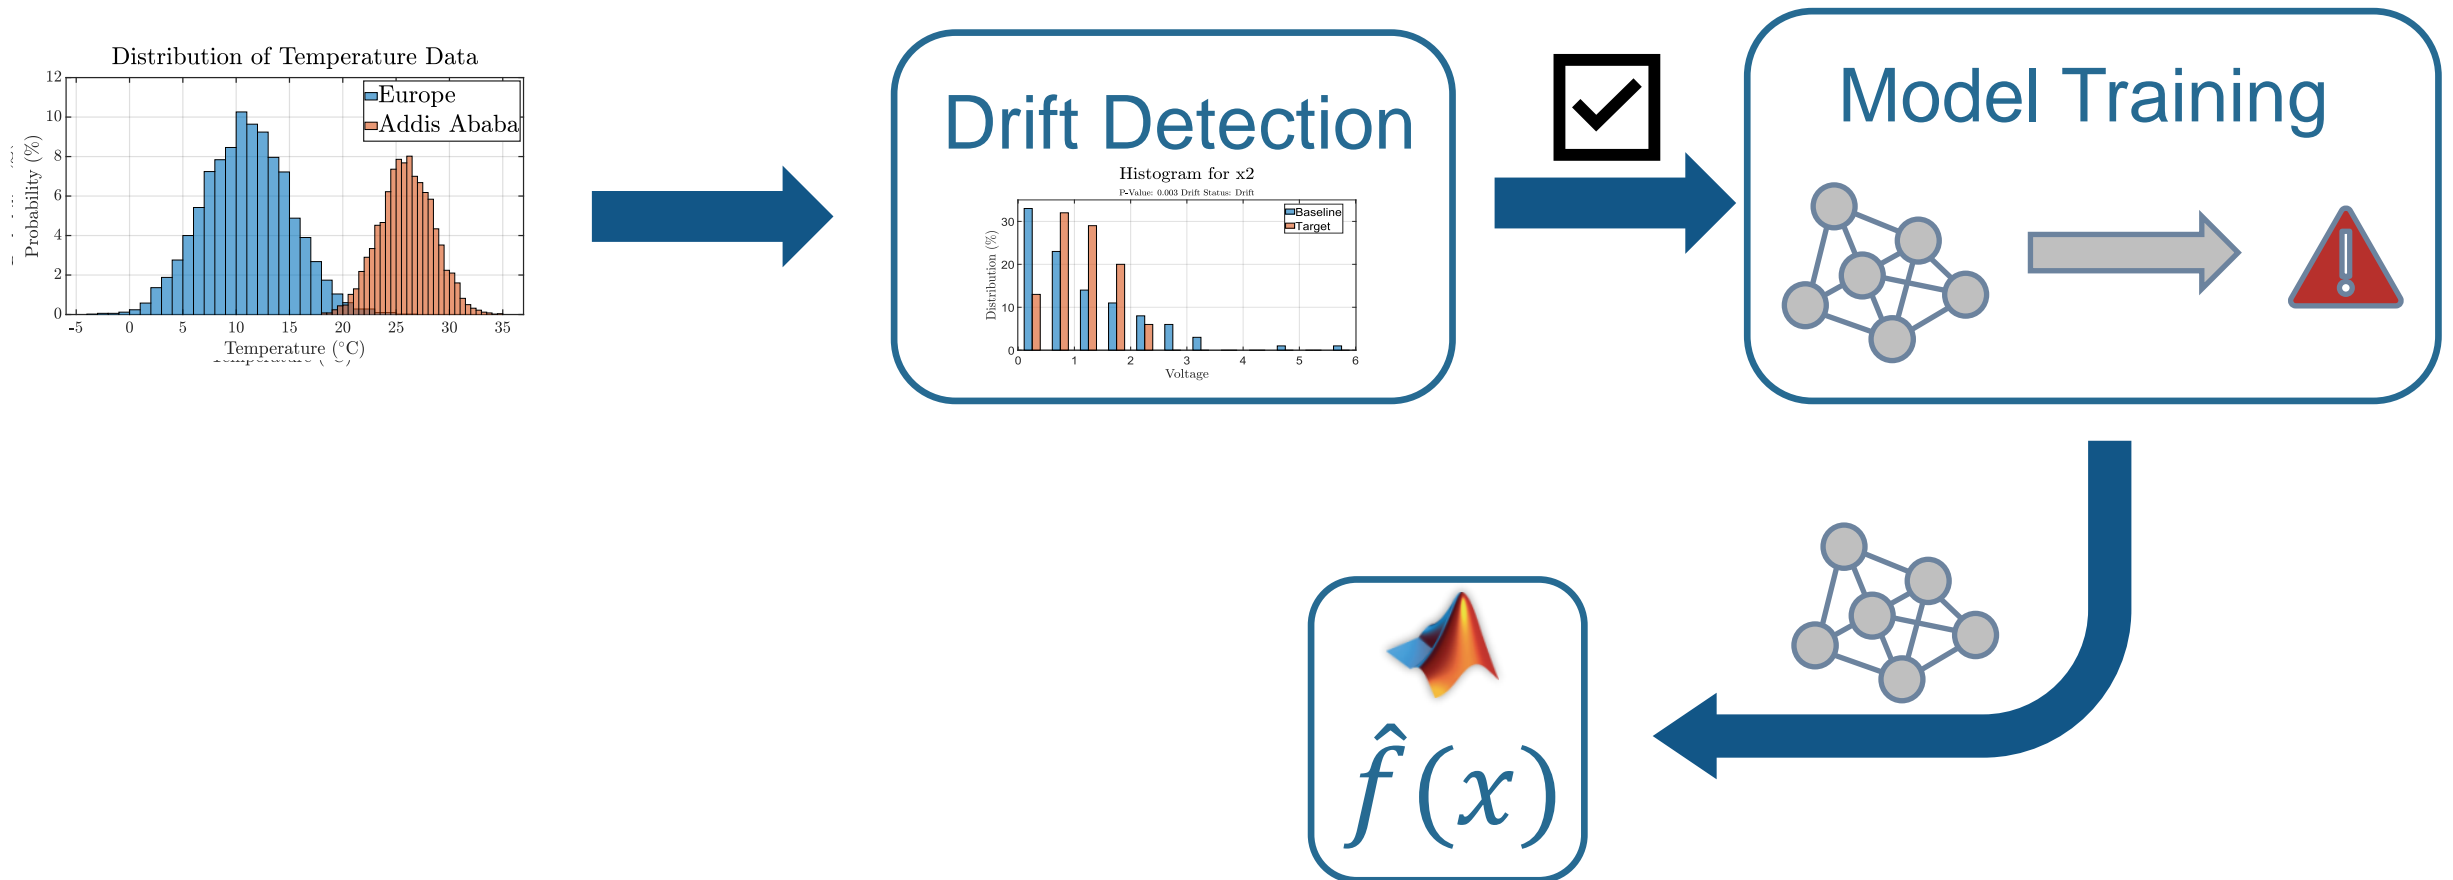 Distribution of Temperature Data
Europe
Addis Ababa
Probability (%)
12
10
8
6
4
2
0
-5 0 5 10 15 20 25 30 35
Temperature (°C)
Drift Detection
Histogram for x2
P-Value: 0.003 Drift Status: Drift
Baseline
Target
Distribution (%)
30
20
10
0
0 1 2 3 4 5 6
Voltage
Model Training
f̂(x)